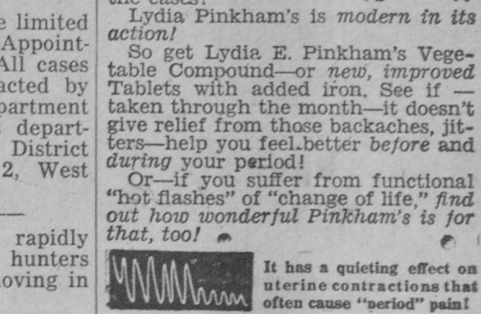 e limited
Appoint-
All cases
acted by
partment
depart-
District
2, West
rapidly
hunters
oving in
the cases!
Lydia Pinkham's is modern in its
action!
So get Lydia E. Pinkham's Vege-
table Compound—or new, improved
Tablets with added iron. See if —
taken through the month—it doesn't
give relief from those backaches, jit-
ters—help you feel better before and
during your period!
Or—if you suffer from functional
"hot flashes" of "change of life," find
out how wonderful Pinkham's is for
that, too!
It has a quieting effect on
uterine contractions that
often cause "period" pain!